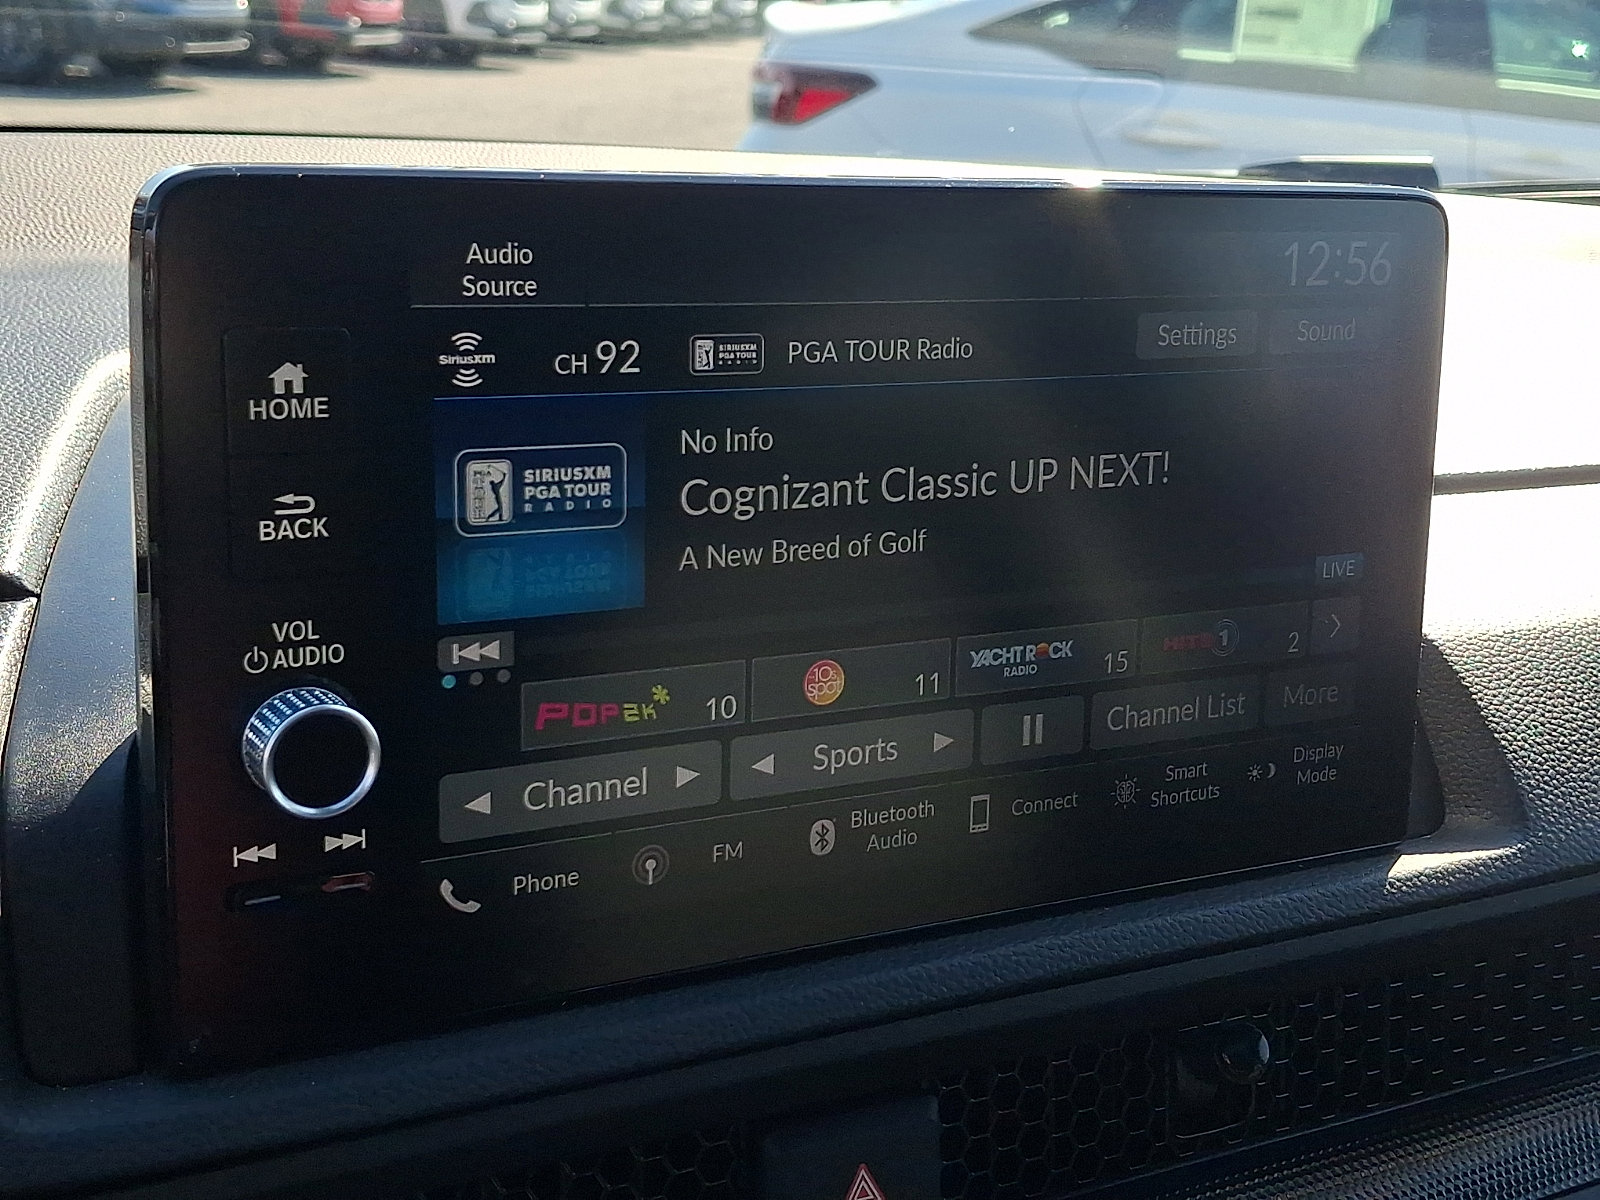 Audio
Source
12:56
SiriusXm
CH 92
SIRIUSXM
PGA TOUR
RADIO
PGA TOUR Radio
Settings
Sound
HOME
BACK
VOL
AUDIO
SIRIUSXM
PGA TOUR
RADIO
No Info
Cognizant Classic UP NEXT!
A New Breed of Golf
LIVE
POP2K 10
-10s
spot
11
YACHT ROCK
RADIO
15
HITS 1
2
Channel
Sports
Channel List
More
Phone
FM
Bluetooth
Audio
Connect
Smart
Shortcuts
Display
Mode